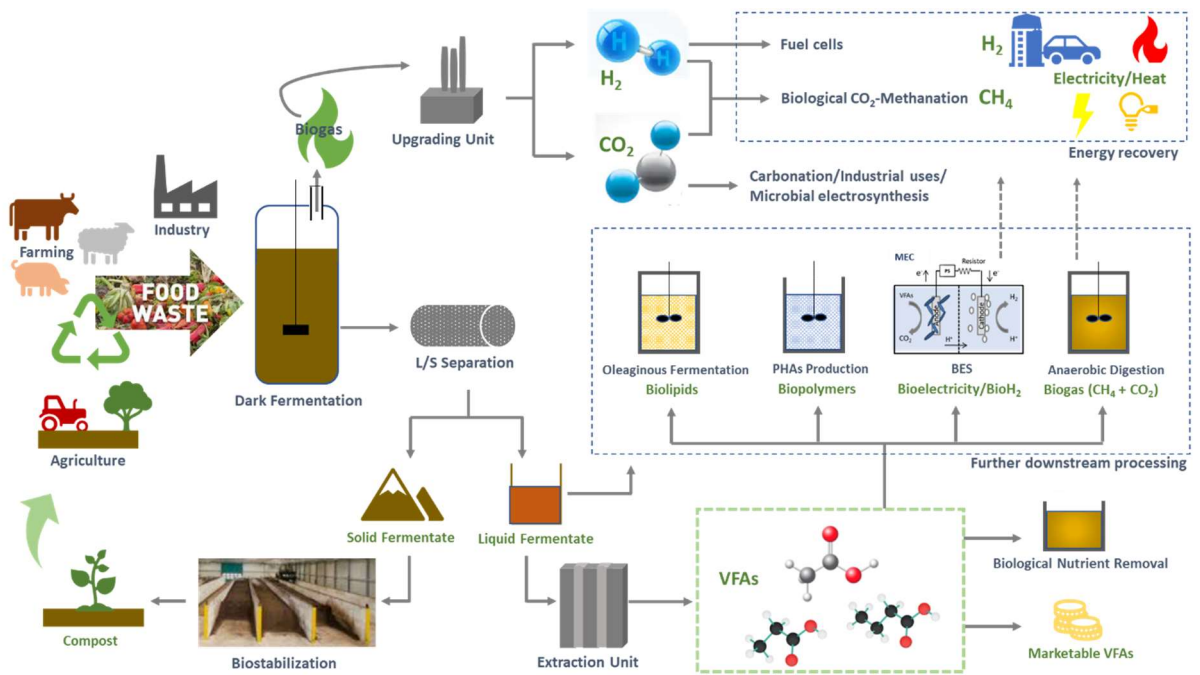 H₂
Fuel cells
H₂
Electricity/Heat
Biogas
Upgrading Unit
H H
Biological CO₂-Methanation CH₄
CO₂
Energy recovery
Carbonation/Industrial uses/
Microbial electrosynthesis
Industry
Farming
FOOD
WASTE
Dark Fermentation
L/S Separation
MEC
Resistor
e⁻
PS
e⁻
VFAs
CO₂
Bioanode
H⁺
Cathode
H₂
H⁺
Oleaginous Fermentation
Biolipids
PHAs Production
Biopolymers
BES
Bioelectricity/BioH₂
Anaerobic Digestion
Biogas (CH₄ + CO₂)
Further downstream processing
Agriculture
Solid Fermentate
Liquid Fermentate
VFAs
Biological Nutrient Removal
Marketable VFAs
Compost
Biostabilization
Extraction Unit